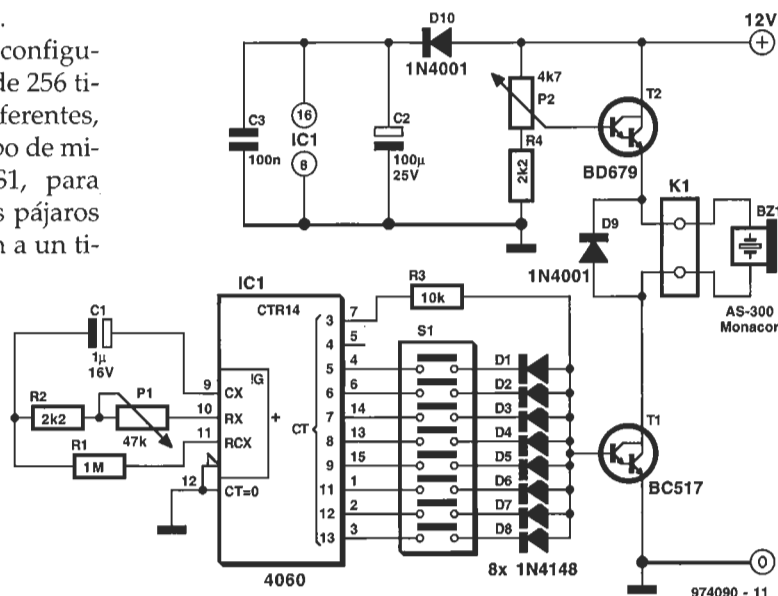 .
configu-
de 256 ti-
ferentes,
po de mi-
S1, para
s pájaros
n a un ti-
D10
1N4001
12V
+
4k7
P2
T2
C3
100n
16
IC1
8
C2
100µ
25V
R4
2k2
BD679
K1
BZ1
D9
1N4001
AS-300
Monacor
IC1
CTR14
R3
10k
C1
1µ
16V
R2
2k2
P1
47k
R1
1M
9 CX
10 RX
11 RCX
12 CT=0
!G
+
CT
3 7
4 5
5 4
6 6
7 14
8 13
9 15
11 1
12 2
13 3
4060
S1
D1
D2
D3
D4
D5
D6
D7
D8
8x 1N4148
T1
BC517
0
974090 - 11